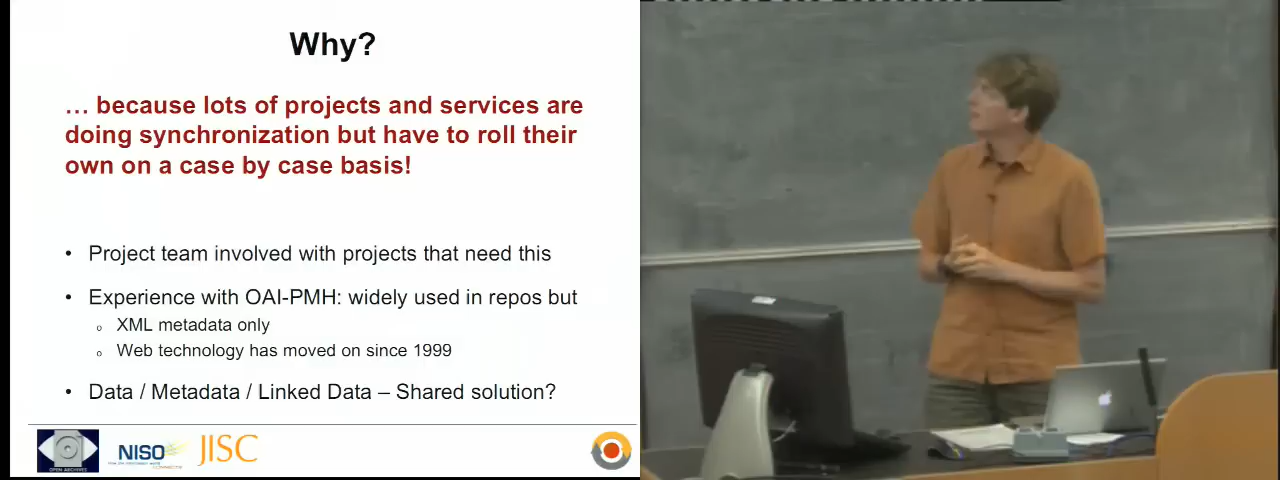 Why?
… because lots of projects and services are
doing synchronization but have to roll their
own on a case by case basis!
• Project team involved with projects that need this
• Experience with OAI-PMH: widely used in repos but
o XML metadata only
o Web technology has moved on since 1999
• Data / Metadata / Linked Data – Shared solution?
OPEN ARCHIVES
NISO
JISC